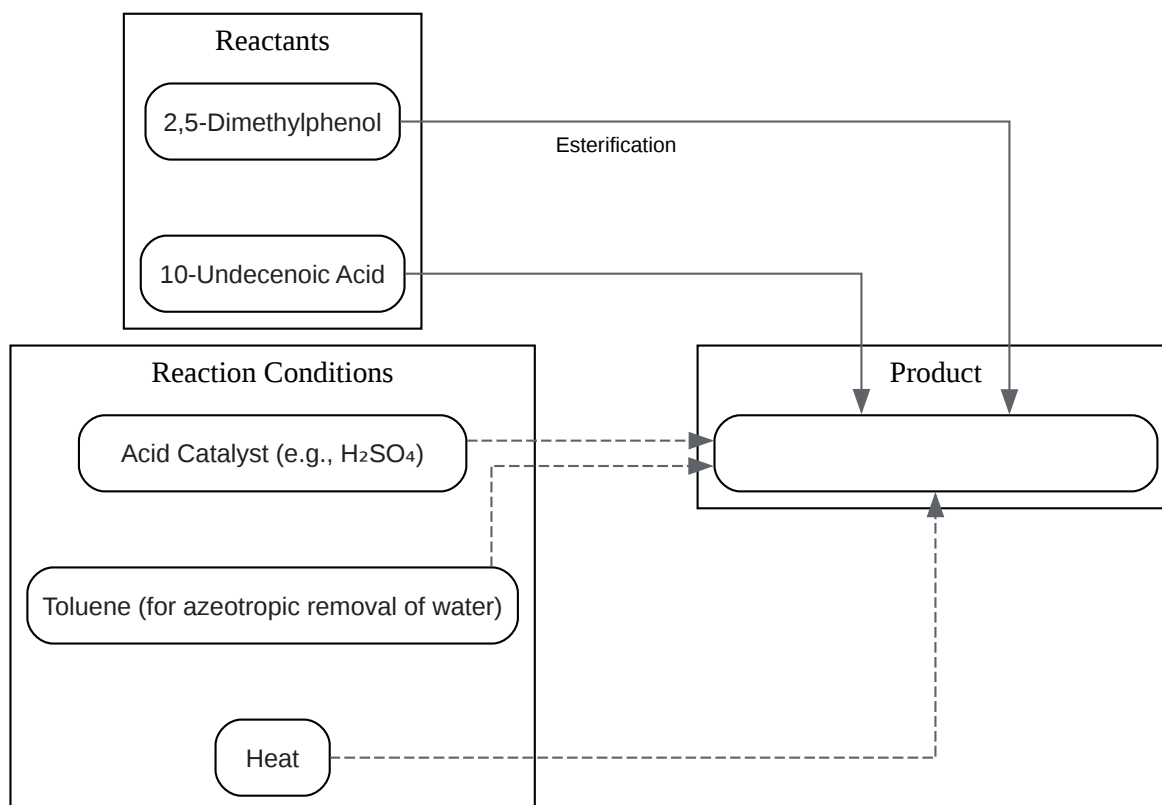 Reactants
2,5-Dimethylphenol
Esterification
10-Undecenoic Acid
Reaction Conditions
Product
Acid Catalyst (e.g., H₂SO₄)
Toluene (for azeotropic removal of water)
Heat